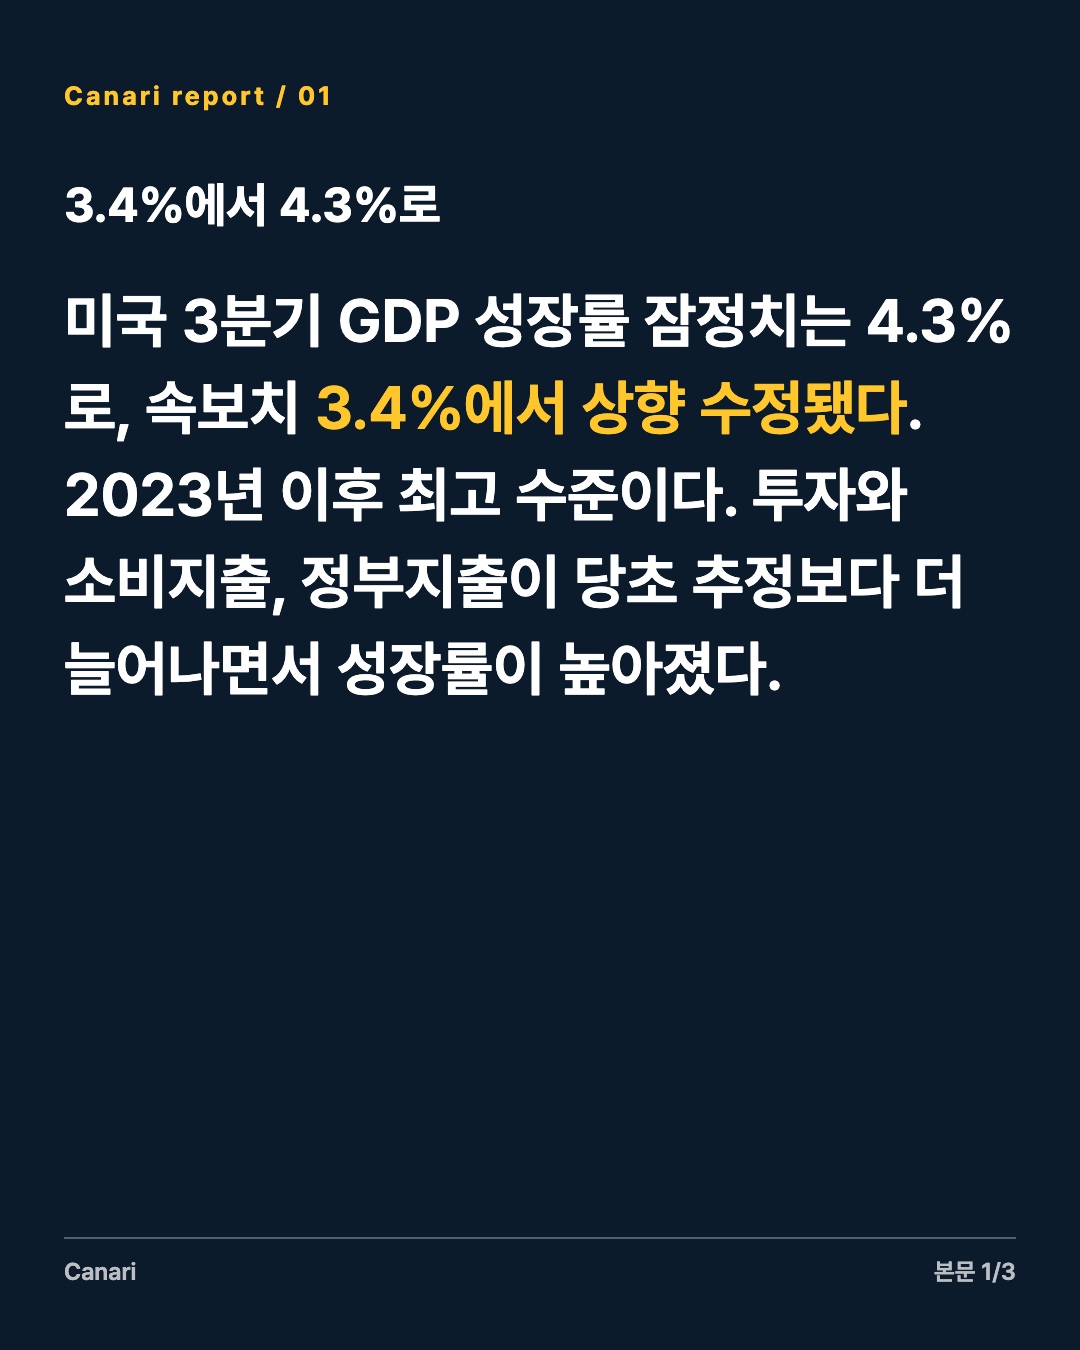 Canari report / 01
3.4%에서 4.3%로
미국 3분기 GDP 성장률 잠정치는 4.3%
로, 속보치 3.4%에서 상향 수정됐다.
2023년 이후 최고 수준이다. 투자와
소비지출, 정부지출이 당초 추정보다 더
늘어나면서 성장률이 높아졌다.
Canari
본문 1/3